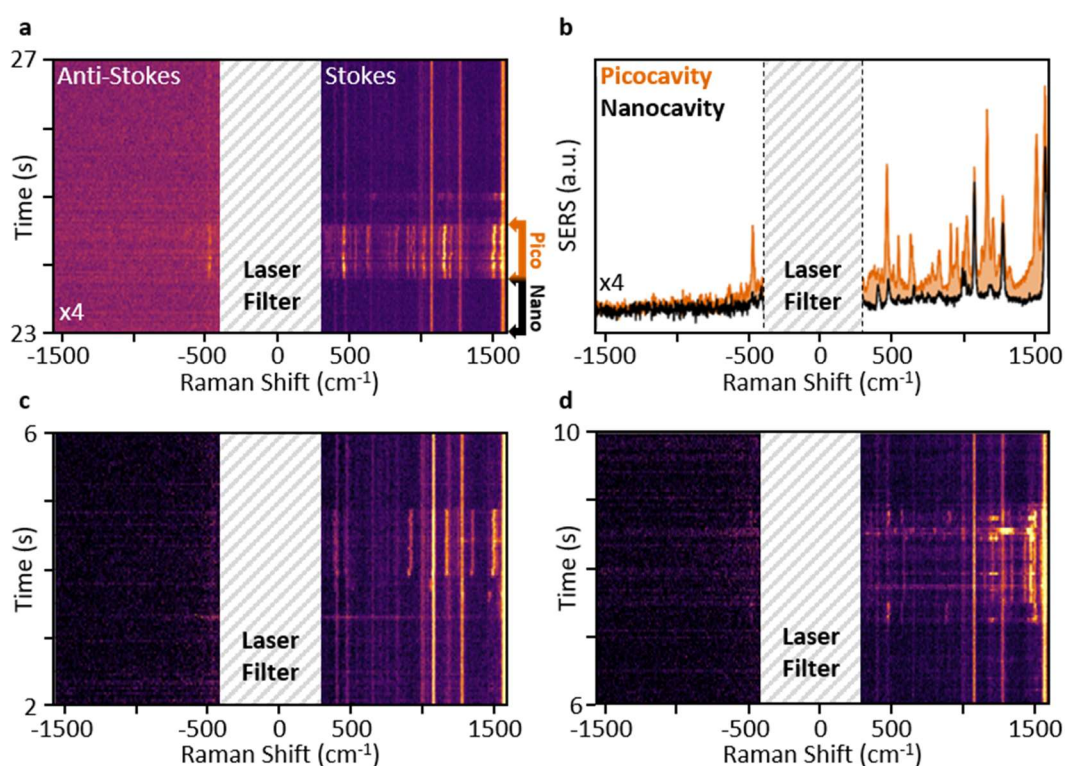 a
27
Anti-Stokes
Stokes
Time (s)
Laser
Filter
Pico
Nano
x4
23
-1500
-500
0
500
1500
Raman Shift (cm⁻¹)
b
Picocavity
Nanocavity
SERS (a.u.)
Laser
Filter
x4
-1500
-500
0
500
1500
Raman Shift (cm⁻¹)
c
6
Time (s)
Laser
Filter
2
-1500
-500
0
500
1500
Raman Shift (cm⁻¹)
d
10
Time (s)
Laser
Filter
6
-1500
-500
0
500
1500
Raman Shift (cm⁻¹)